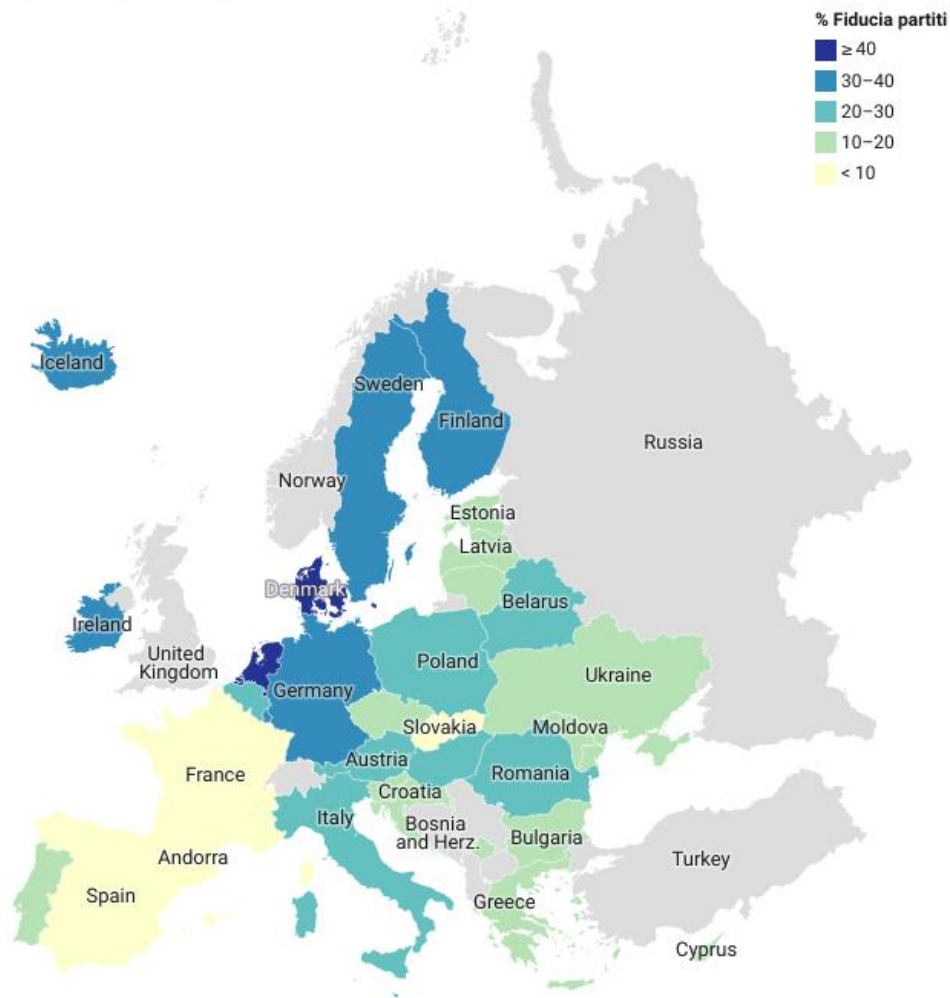 % Fiducia partiti
≥ 40
30–40
20–30
10–20
< 10
Iceland
Sweden
Finland
Russia
Norway
Estonia
Latvia
Denmark
Belarus
Ireland
United
Kingdom
Poland
Ukraine
Germany
Slovakia
Moldova
Austria
France
Romania
Croatia
Italy
Bosnia
and Herz.
Bulgaria
Andorra
Turkey
Spain
Greece
Cyprus